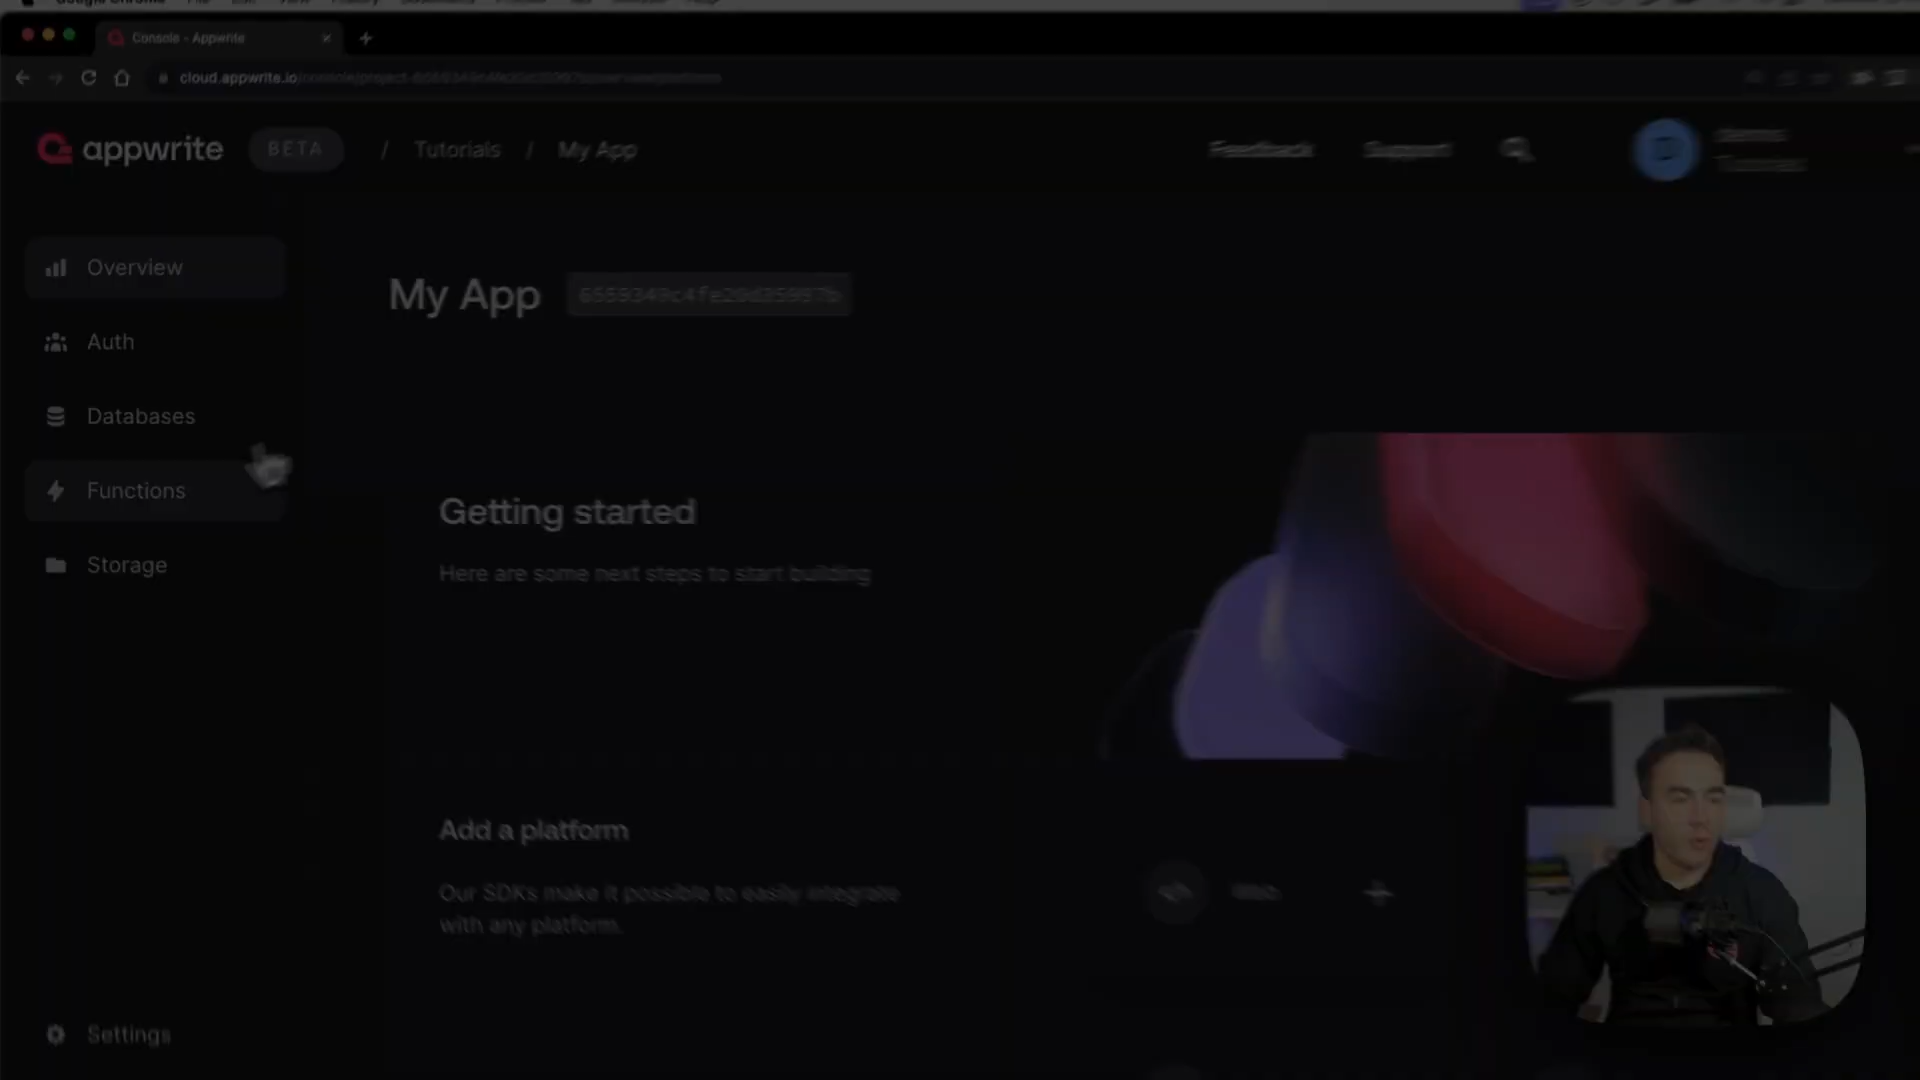 Console - Appwrite
cloud.appwrite.io
appwrite BETA / Tutorials / My App Feedback Support
Overview
Auth
Databases
Functions
Storage
Settings
My App
Getting started
Here are some next steps to start building
Add a platform
Our SDKs make it possible to easily integrate
with any platform.